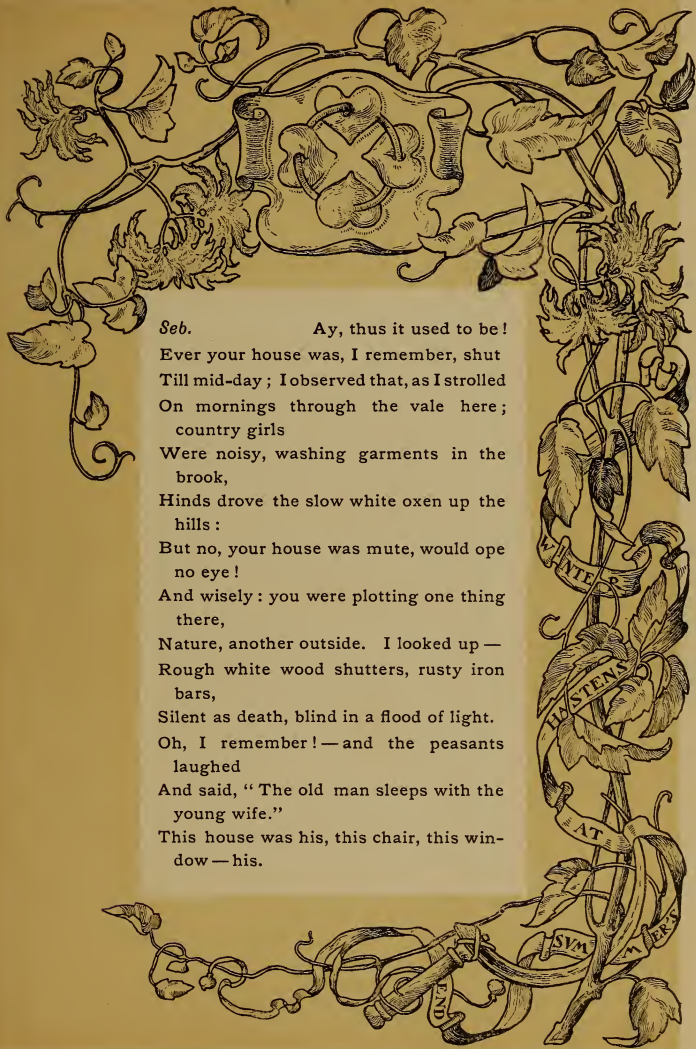 Seb. Ay, thus it used to be!
Ever your house was, I remember, shut
Till mid-day; I observed that, as I strolled
On mornings through the vale here;
country girls
Were noisy, washing garments in the
brook,
Hinds drove the slow white oxen up the
hills:
But no, your house was mute, would ope
no eye!
And wisely: you were plotting one thing
there,
Nature, another outside. I looked up —
Rough white wood shutters, rusty iron
bars,
Silent as death, blind in a flood of light.
Oh, I remember! — and the peasants
laughed
And said, "The old man sleeps with the
young wife."
This house was his, this chair, this win-
dow — his.
WINTER
HASTENS
AT
SVM
MER'S
END